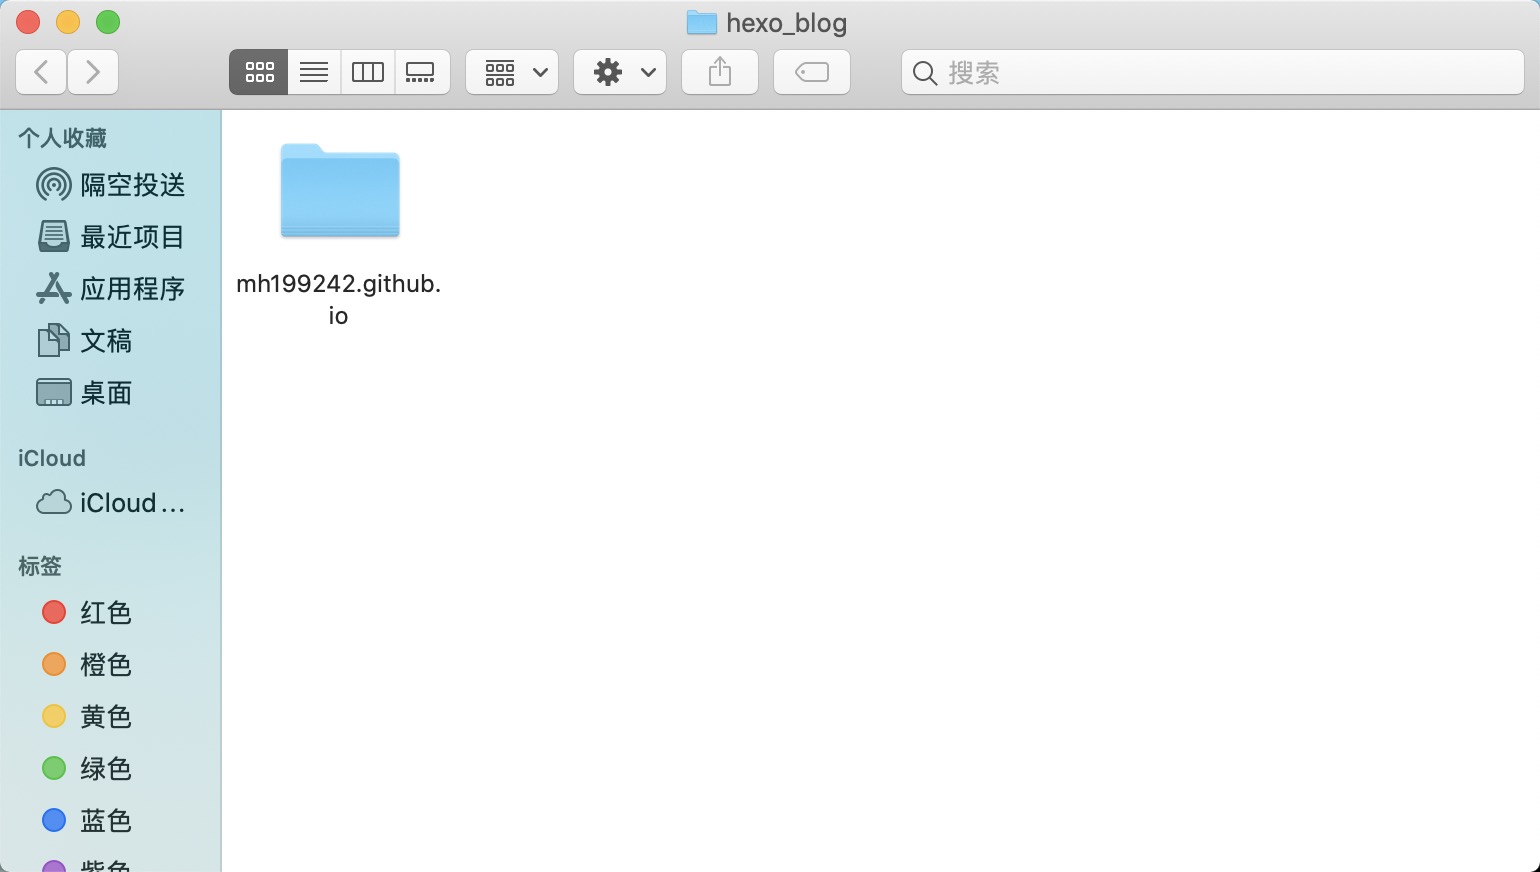 hexo_blog
搜索
个人收藏
隔空投送
最近项目
应用程序
文稿
桌面
iCloud
iCloud…
标签
红色
橙色
黄色
绿色
蓝色
紫色
mh199242.github.
io